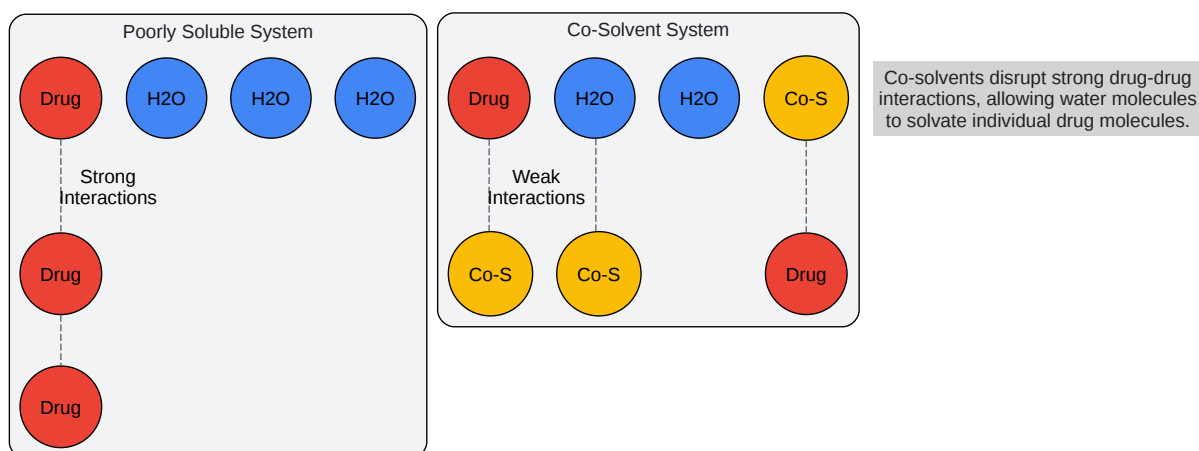 Poorly Soluble System
Drug
H2O
H2O
H2O
Strong
Interactions
Drug
Drug
Co-Solvent System
Drug
H2O
H2O
Co-S
Weak
Interactions
Co-S
Co-S
Drug
Co-solvents disrupt strong drug-drug
interactions, allowing water molecules
to solvate individual drug molecules.